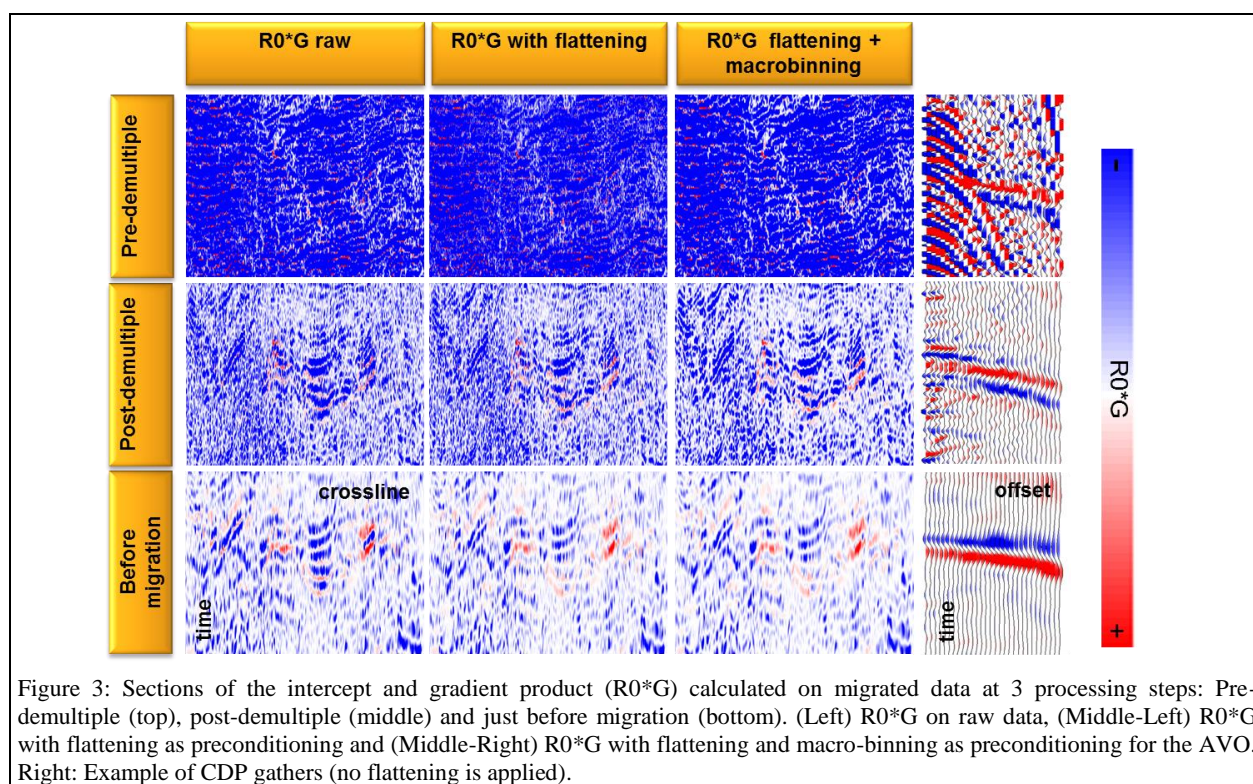 R0*G raw
R0*G with flattening
R0*G flattening +
macrobinning
Pre-demultiple
Post-demultiple
Before
migration
crossline
time
offset
time
-
R0*G
+
Figure 3: Sections of the intercept and gradient product (R0*G) calculated on migrated data at 3 processing steps: Pre-
demultiple (top), post-demultiple (middle) and just before migration (bottom). (Left) R0*G on raw data, (Middle-Left) R0*G
with flattening as preconditioning and (Middle-Right) R0*G with flattening and macro-binning as preconditioning for the AVO.
Right: Example of CDP gathers (no flattening is applied).